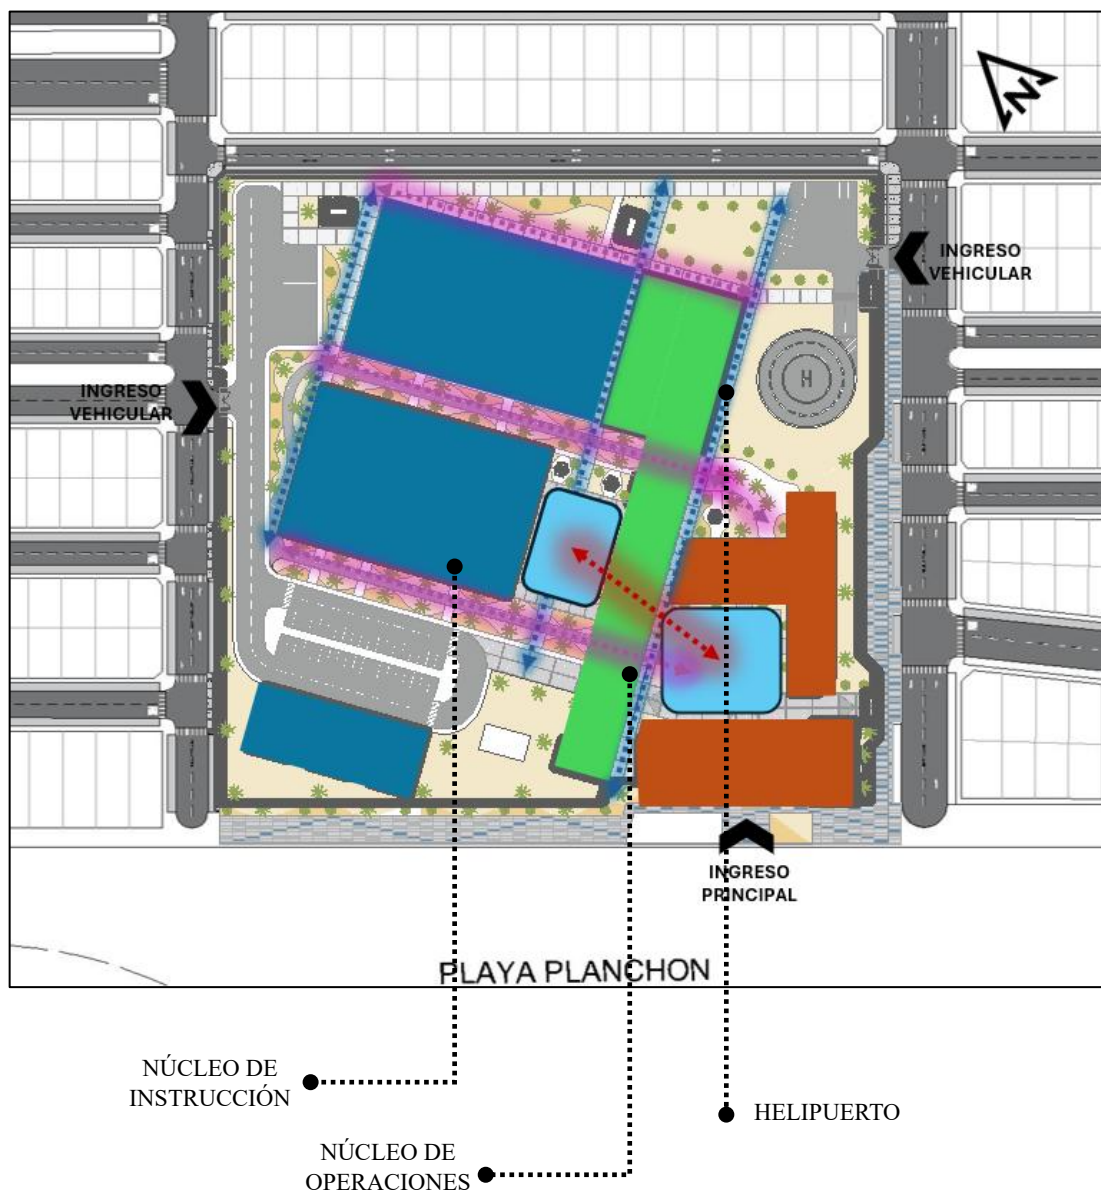 N
INGRESO
VEHICULAR
H
INGRESO
VEHICULAR
INGRESO
PRINCIPAL
PLAYA PLANCHON
NÚCLEO DE
INSTRUCCIÓN
HELIPUERTO
NÚCLEO DE
OPERACIONES